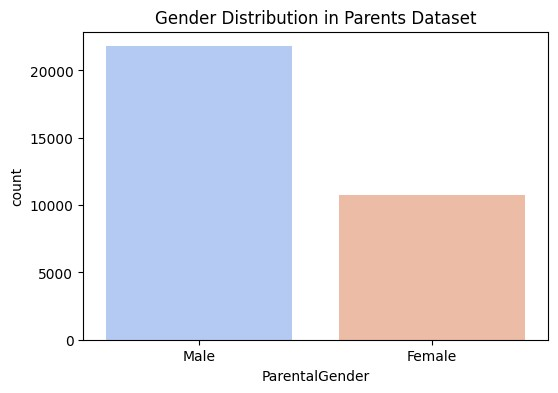 Gender Distribution in Parents Dataset
20000
15000
10000
5000
0
count
Male
Female
ParentalGender